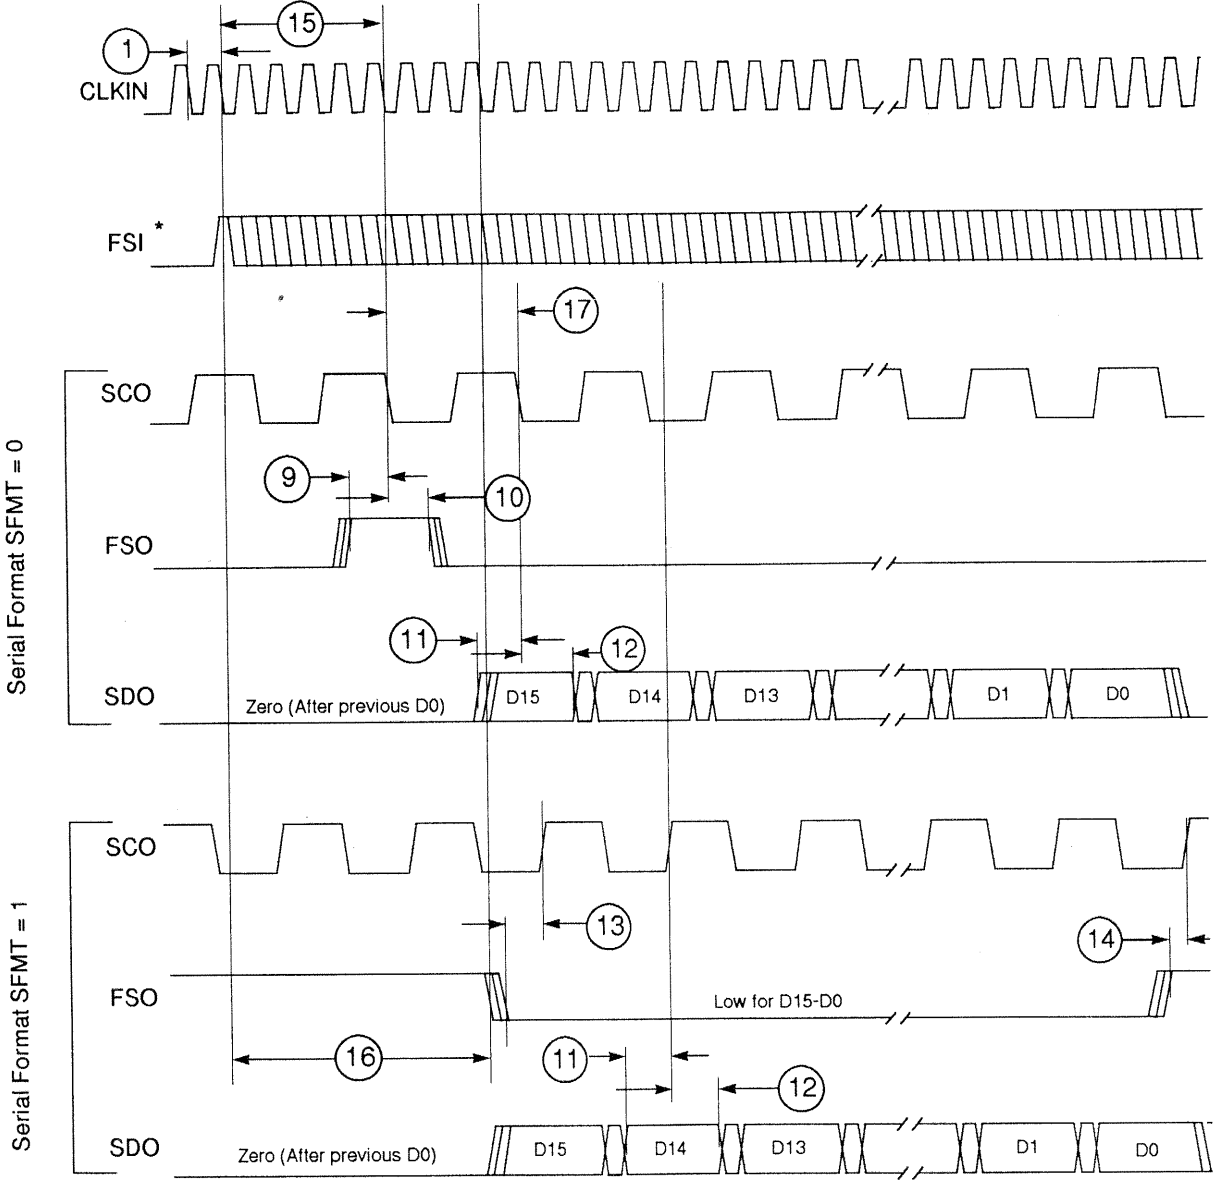 15
1
CLKIN
FSI *
17
Serial Format SFMT = 0
SCO
9
10
FSO
11
12
SDO
Zero (After previous D0)
D15
D14
D13
D1
D0
Serial Format SFMT = 1
SCO
13
14
FSO
Low for D15-D0
16
11
12
SDO
Zero (After previous D0)
D15
D14
D13
D1
D0